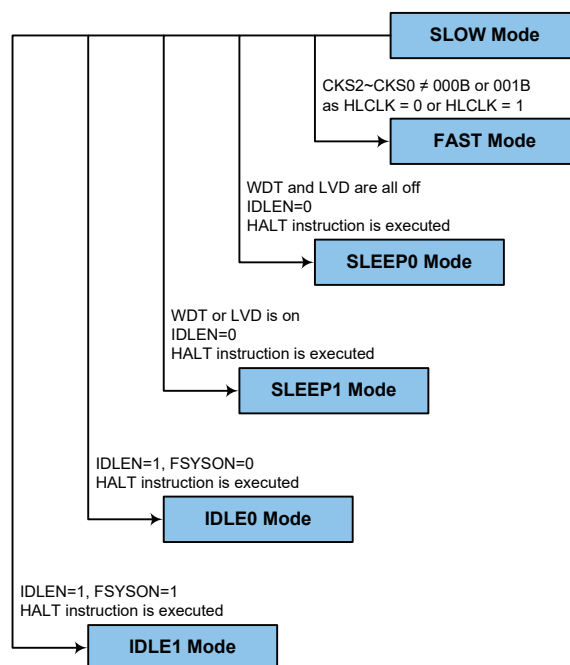 SLOW Mode
CKS2~CKS0 ≠ 000B or 001B
as HLCLK = 0 or HLCLK = 1
FAST Mode
WDT and LVD are all off
IDLEN=0
HALT instruction is executed
SLEEP0 Mode
WDT or LVD is on
IDLEN=0
HALT instruction is executed
SLEEP1 Mode
IDLEN=1, FSYSON=0
HALT instruction is executed
IDLE0 Mode
IDLEN=1, FSYSON=1
HALT instruction is executed
IDLE1 Mode